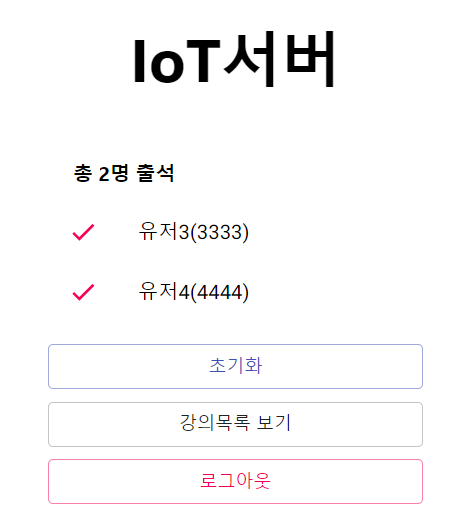 IoT서버
총 2명 출석
유저3(3333)
유저4(4444)
초기화
강의목록 보기
로그아웃